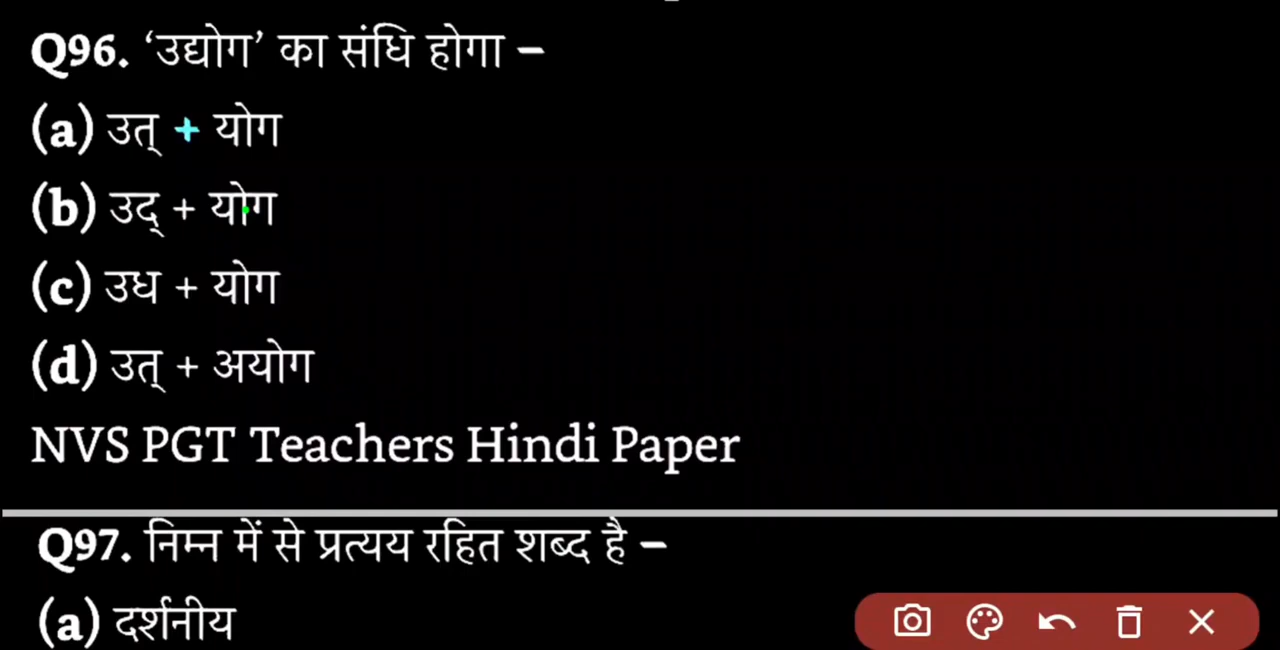 Q96. ‘उद्योग’ का संधि होगा –
(a) उत् + योग
(b) उद् + योग
(c) उध + योग
(d) उत् + अयोग
NVS PGT Teachers Hindi Paper
Q97. निम्न में से प्रत्यय रहित शब्द है –
(a) दर्शनीय